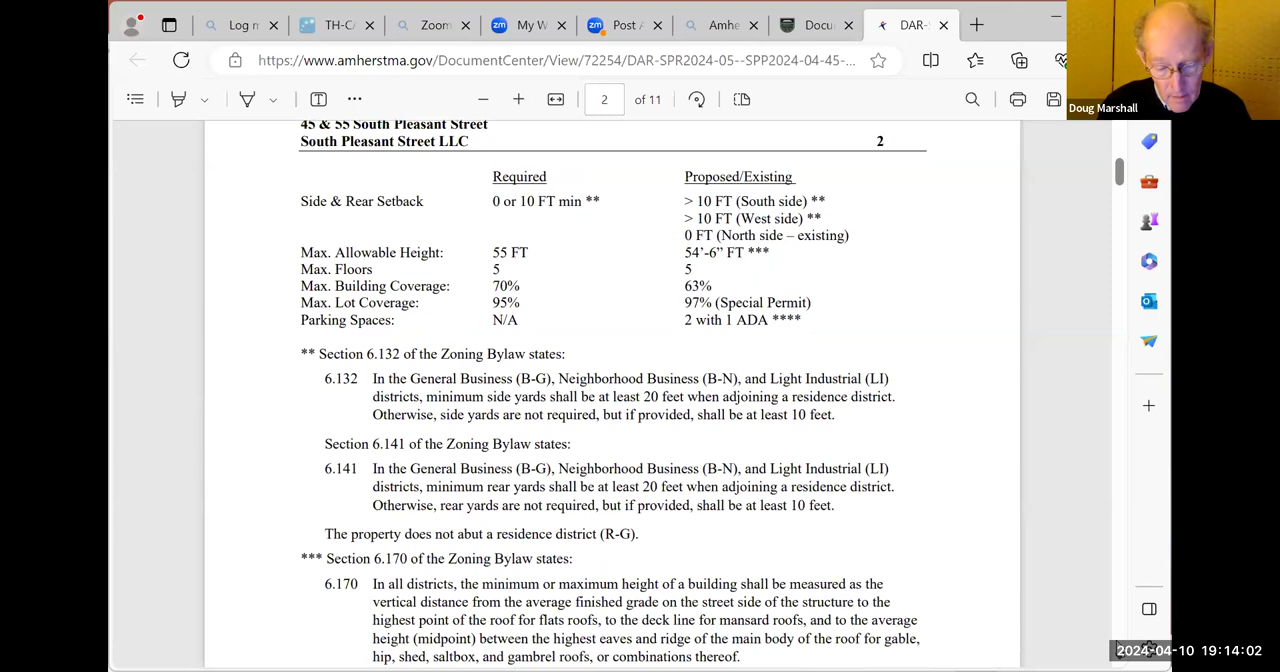 Log m
TH-CA
Zoom
My W
Post A
Amhe
Docu
DAR-
https://www.amherstma.gov/DocumentCenter/View/72254/DAR-SPR2024-05--SPP2024-04-45-...
2 of 11
Doug Marshall
45 & 55 South Pleasant Street
South Pleasant Street LLC 2
Required Proposed/Existing
Side & Rear Setback 0 or 10 FT min ** > 10 FT (South side) **
> 10 FT (West side) **
0 FT (North side – existing)
Max. Allowable Height: 55 FT 54’-6” FT ***
Max. Floors 5 5
Max. Building Coverage: 70% 63%
Max. Lot Coverage: 95% 97% (Special Permit)
Parking Spaces: N/A 2 with 1 ADA ****
** Section 6.132 of the Zoning Bylaw states:
6.132 In the General Business (B-G), Neighborhood Business (B-N), and Light Industrial (LI)
districts, minimum side yards shall be at least 20 feet when adjoining a residence district.
Otherwise, side yards are not required, but if provided, shall be at least 10 feet.
Section 6.141 of the Zoning Bylaw states:
6.141 In the General Business (B-G), Neighborhood Business (B-N), and Light Industrial (LI)
districts, minimum rear yards shall be at least 20 feet when adjoining a residence district.
Otherwise, rear yards are not required, but if provided, shall be at least 10 feet.
The property does not abut a residence district (R-G).
*** Section 6.170 of the Zoning Bylaw states:
6.170 In all districts, the minimum or maximum height of a building shall be measured as the
vertical distance from the average finished grade on the street side of the structure to the
highest point of the roof for flats roofs, to the deck line for mansard roofs, and to the average
height (midpoint) between the highest eaves and ridge of the main body of the roof for gable,
hip, shed, saltbox, and gambrel roofs, or combinations thereof.
2024-04-10 19:14:02